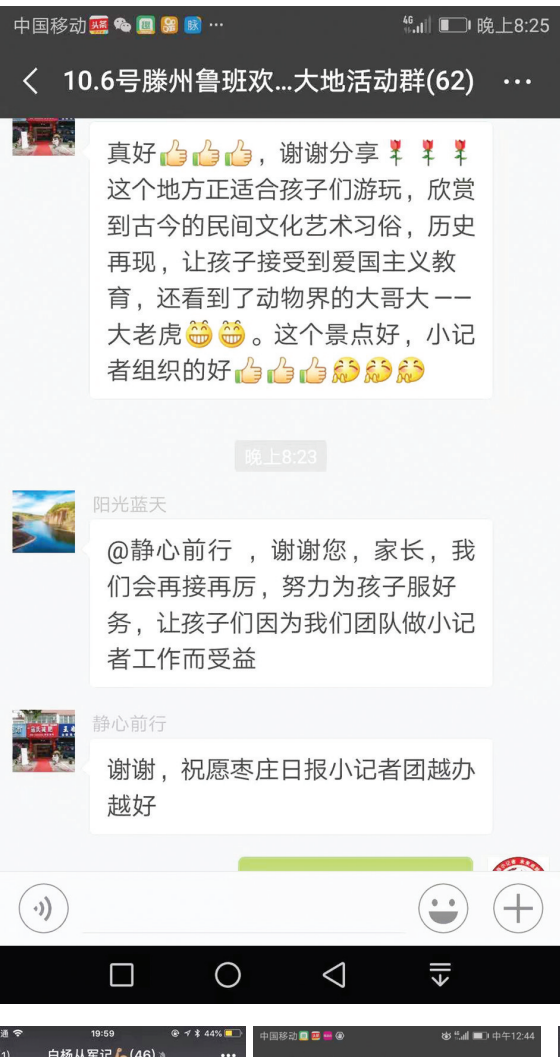 中国移动 ··· 4G 晚上8:25
10.6号滕州鲁班欢...大地活动群(62) ···
真好👍👍👍，谢谢分享🌹🌹🌹
这个地方正适合孩子们游玩，欣赏
到古今的民间文化艺术习俗，历史
再现，让孩子接受到爱国主义教
育，还看到了动物界的大哥大——
大老虎😁😁。这个景点好，小记
者组织的好👍👍👍
晚上8:23
阳光蓝天
@静心前行 ，谢谢您，家长，我
们会再接再厉，努力为孩子服好
务，让孩子们因为我们团队做小记
者工作而受益
静心前行
谢谢，祝愿枣庄日报小记者团越办
越好
通 19:59 44%
白杨从军记💪(46)
中国移动 中午12:44